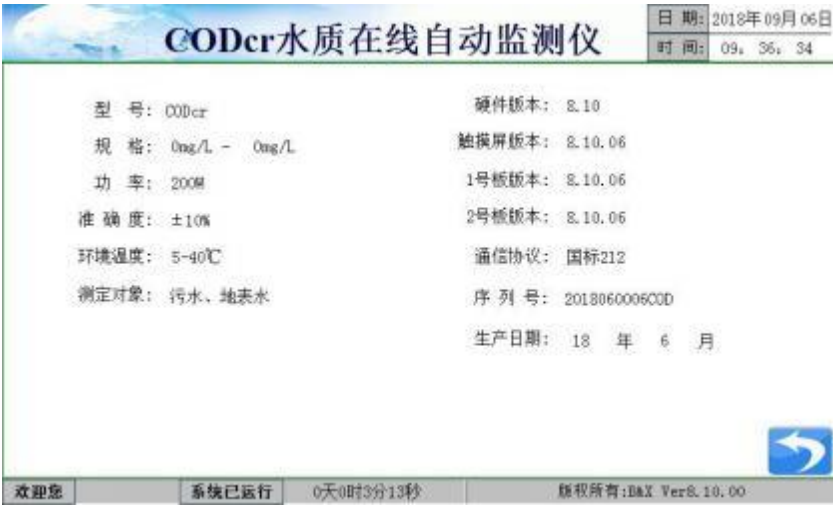 CODcr水质在线自动监测仪
日 期: 2018年09月06日
时 间: 09: 36: 34
型 号: CODcr
硬件版本: 8.10
规 格: 0mg/L - 0mg/L
触摸屏版本: 8.10.06
功 率: 200W
1号板版本: 8.10.06
准 确 度: ±10%
2号板版本: 8.10.06
环境温度: 5-40℃
通信协议: 国标212
测定对象: 污水、地表水
序 列 号: 2018060006COD
生产日期: 18 年 6 月
欢迎您 系统已运行 0天0时3分13秒 版权所有:B&X Ver8.10.00